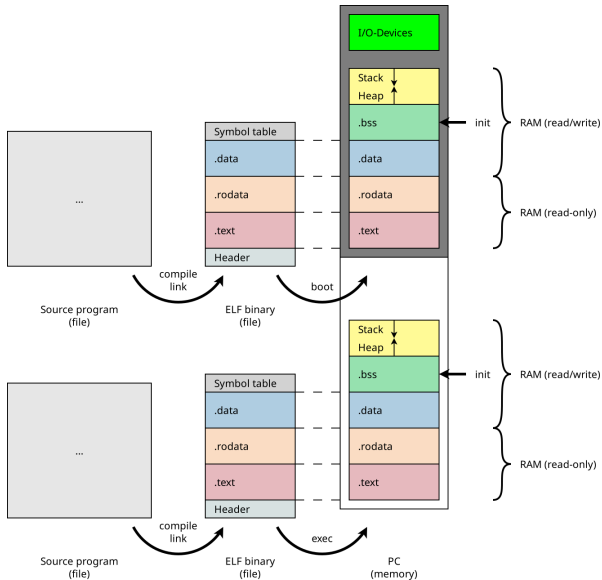 I/O-Devices
Stack
Heap
.bss
init
RAM (read/write)
.data
.rodata
RAM (read-only)
.text
Symbol table
.data
.rodata
.text
Header
...
compile
link
boot
Source program
(file)
ELF binary
(file)
Stack
Heap
.bss
init
RAM (read/write)
.data
.rodata
RAM (read-only)
.text
Symbol table
.data
.rodata
.text
Header
...
compile
link
exec
Source program
(file)
ELF binary
(file)
PC
(memory)